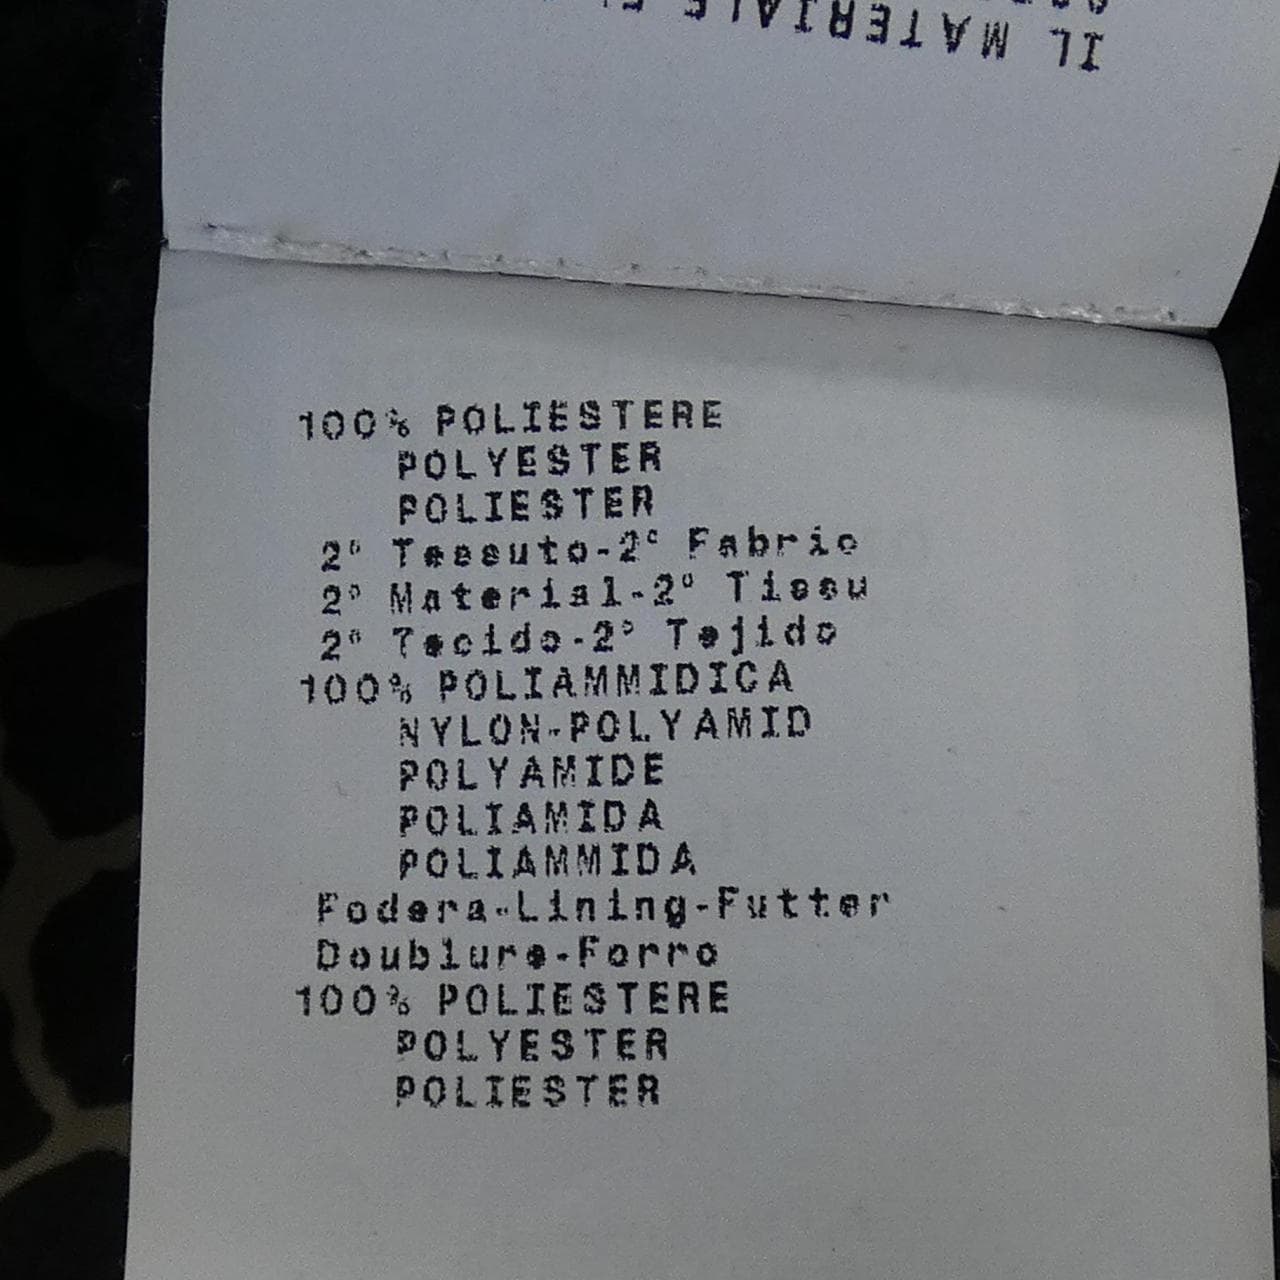 IL MATERIALE
100% POLIESTERE
POLYESTER
POLIESTER
2° Tessuto-2° Fabric
2° Material-2° Tissu
2° Tecido-2° Tejido
100% POLIAMMIDICA
NYLON-POLYAMID
POLYAMIDE
POLIAMIDA
POLIAMMIDA
Fodera-Lining-Futter
Doublure-Forro
100% POLIESTERE
POLYESTER
POLIESTER